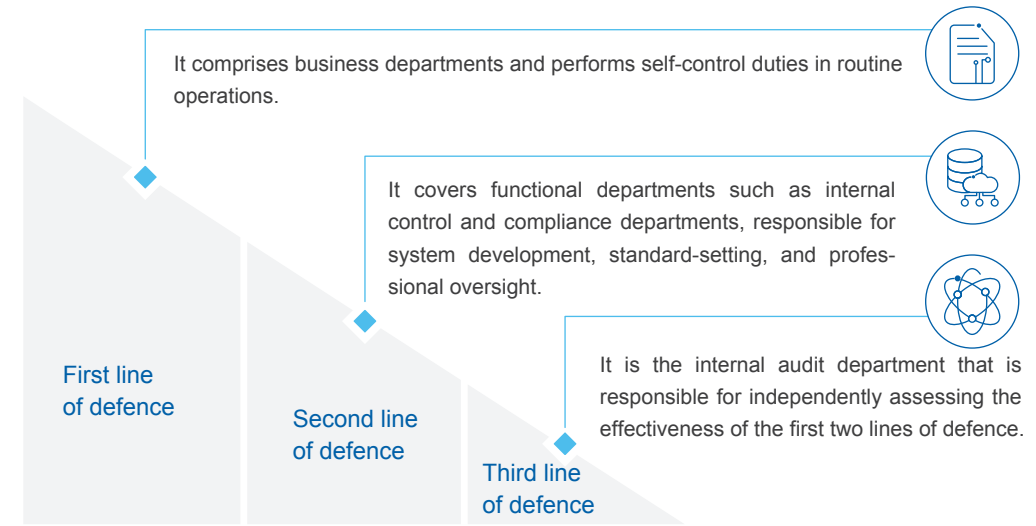 It comprises business departments and performs self-control duties in routine
operations.
It covers functional departments such as internal
control and compliance departments, responsible for
system development, standard-setting, and profes-
sional oversight.
It is the internal audit department that is
responsible for independently assessing the
effectiveness of the first two lines of defence.
First line
of defence
Second line
of defence
Third line
of defence